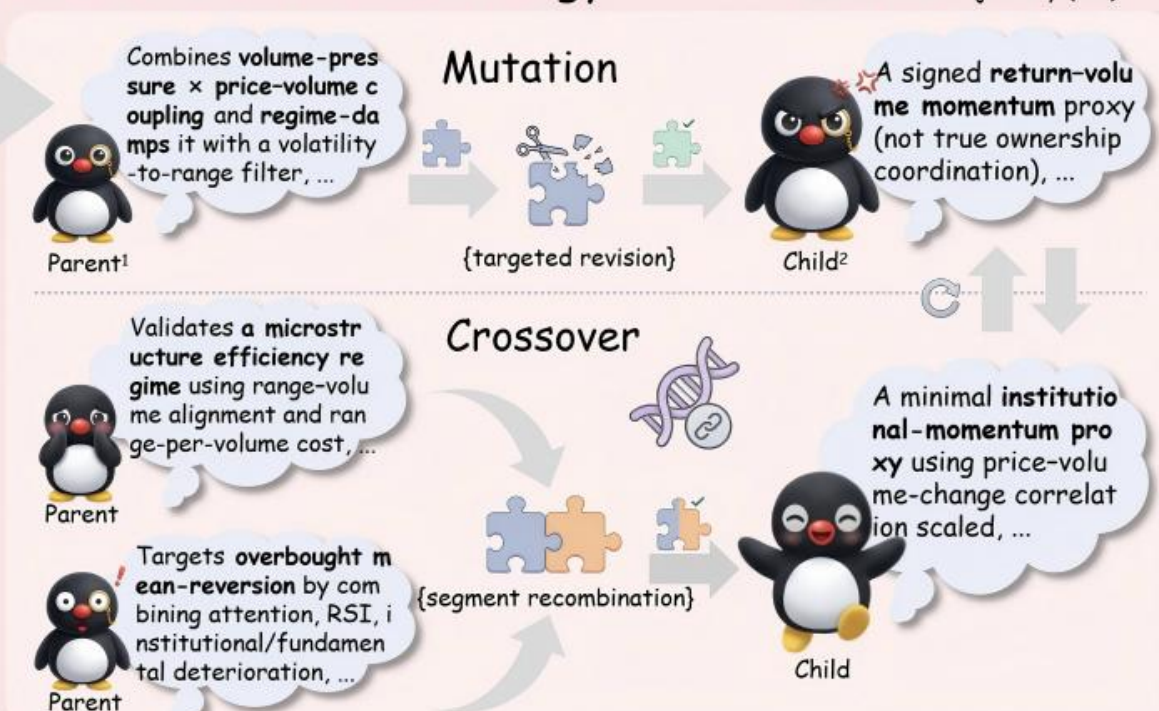 Mutation
Combines volume-pres
sure × price-volume c
oupling and regime-da
mps it with a volatility
-to-range filter, ...
Parent¹
{targeted revision}
A signed return-volu
me momentum proxy
(not true ownership
coordination), ...
Child²
Crossover
Validates a microstr
ucture efficiency re
gime using range-volu
me alignment and ran
ge-per-volume cost, ...
Parent
Targets overbought m
ean-reversion by com
bining attention, RSI, i
nstitutional/fundamen
tal deterioration, ...
Parent
{segment recombination}
A minimal institutio
nal-momentum pro
xy using price-volu
me-change correlat
ion scaled, ...
Child